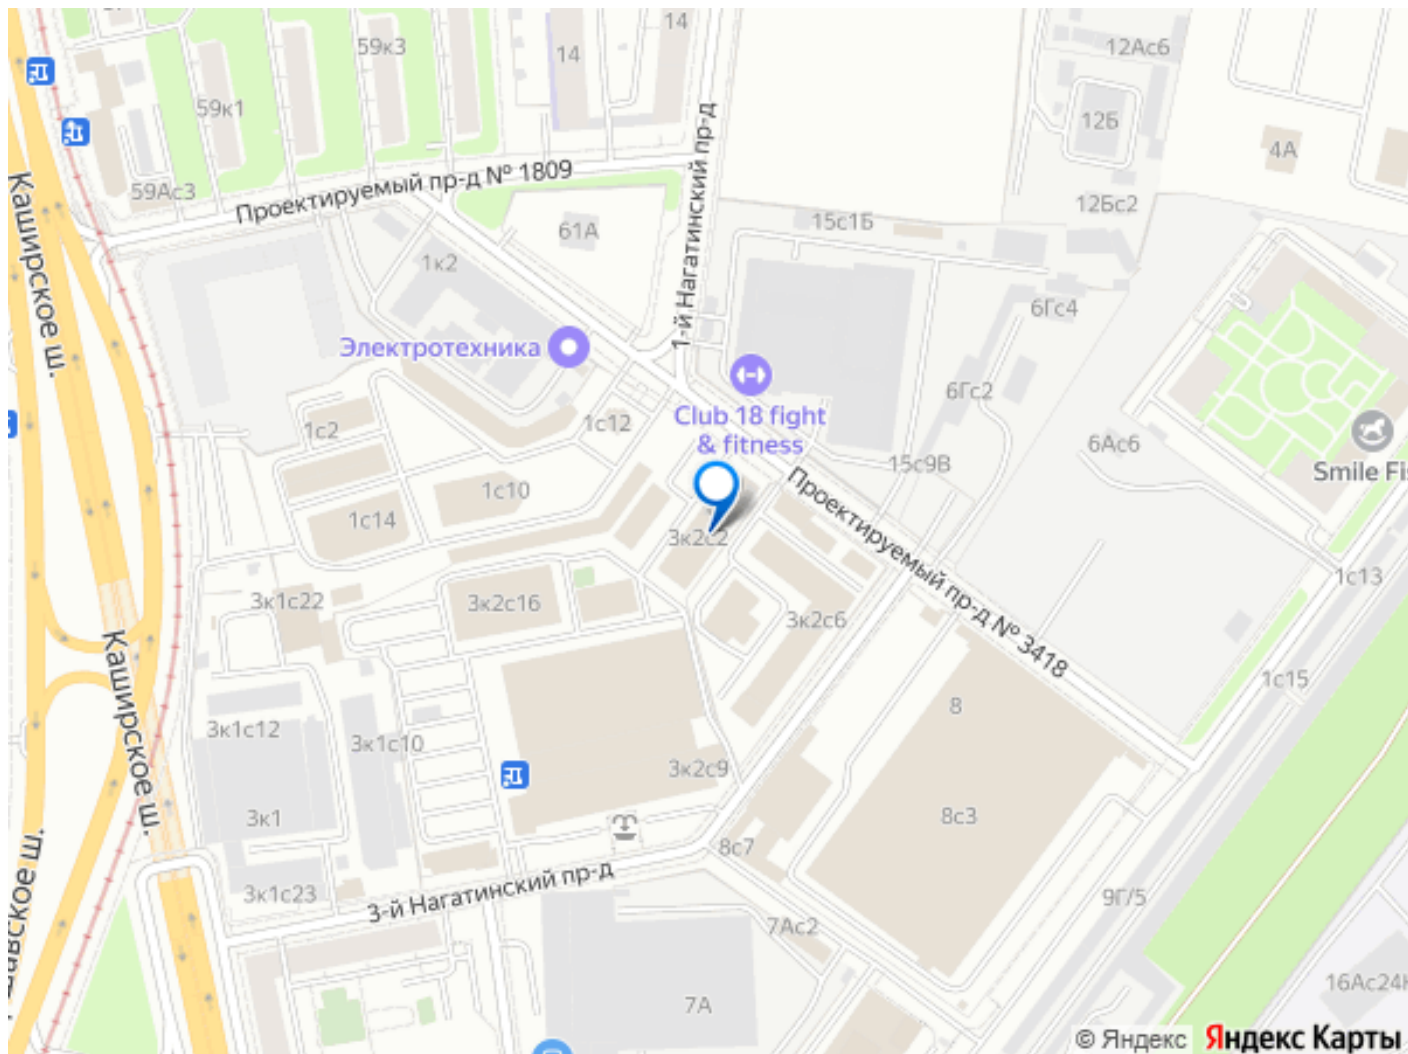 14
59к3
14
12Ас6
59к1
12Б
4А
59Ас3
Проектируемый пр-д № 1809
1-й Нагатинский пр-д
12Бс2
15с1Б
61А
1к2
Каширское ш.
6Гс4
Электротехника
6Гс2
Club 18 fight
& fitness
1с12
1с2
6Ас6
15с9В
Smile Fis
1с10
1с14
Проектируемый пр-д № 3418
3к2с2
1с13
3к1с22
3к2с16
3к2с6
Каширское ш.
1с15
8
3к1с12
3к1с10
3к2с9
3к1
8с3
8с7
3-й Нагатинский пр-д
3к1с23
9Г/5
7Ас2
16Ас24
7А
© Яндекс Яндекс Карты